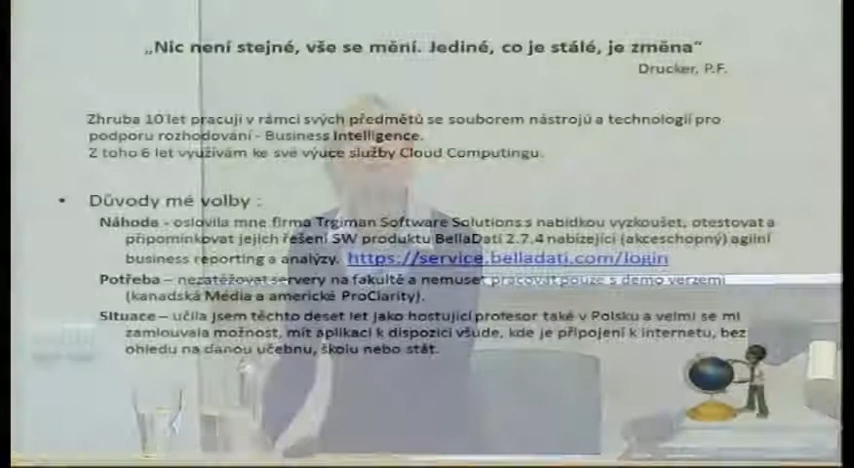 „Nic není stejné, vše se mění. Jediné, co je stálé, je změna“
Drucker, P.F.
Zhruba 10 let pracuji v rámci svých předmětů se souborem nástrojů a technologií pro
podporu rozhodování - Business Intelligence.
Z toho 6 let využívám ke své výuce služby Cloud Computingu.
• Důvody mé volby :
Náhoda - oslovila mne firma Trgiman Software Solutions s nabídkou vyzkoušet, otestovat a
připomínkovat jejich řešení SW produktu BellaDati 2.7.4 nabízející (akceschopný) agilní
business reporting a analýzy. https://service.belladati.com/login
Potřeba – nezatěžovat servery na fakultě a nemuset pracovat pouze s demo verzemi
(kanadská Media a americké ProClarity).
Situace – učila jsem těchto deset let jako hostující profesor také v Polsku a velmi se mi
zamlouvala možnost, mít aplikaci k dispozici všude, kde je připojení k internetu, bez
ohledu na danou učebnu, školu nebo stát.